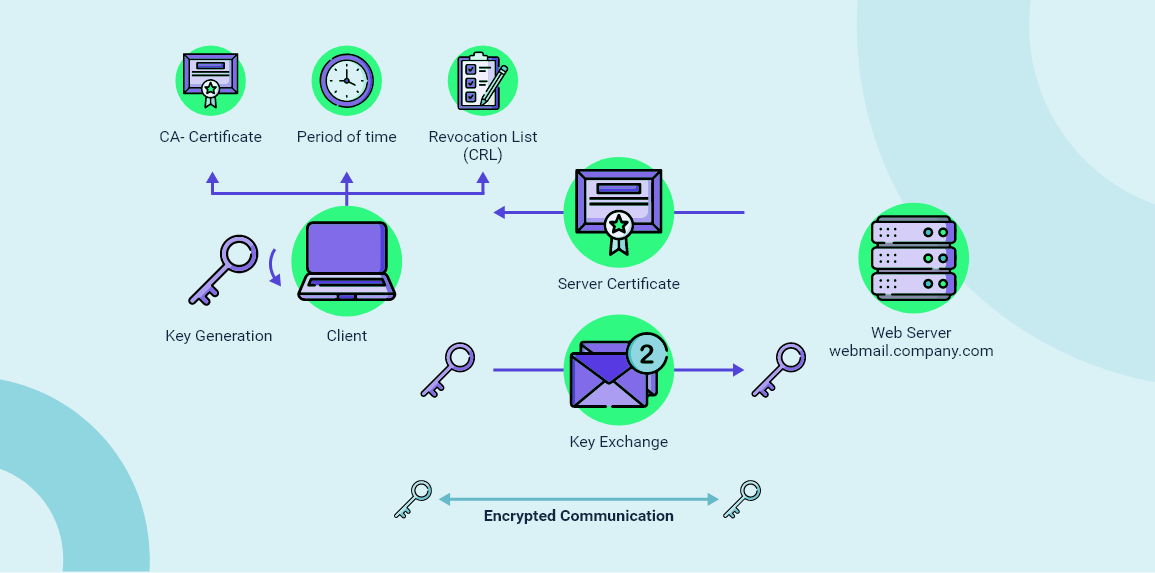 CA- Certificate
Period of time
Revocation List
(CRL)
Server Certificate
Key Generation
Client
Web Server
webmail.company.com
2
Key Exchange
Encrypted Communication